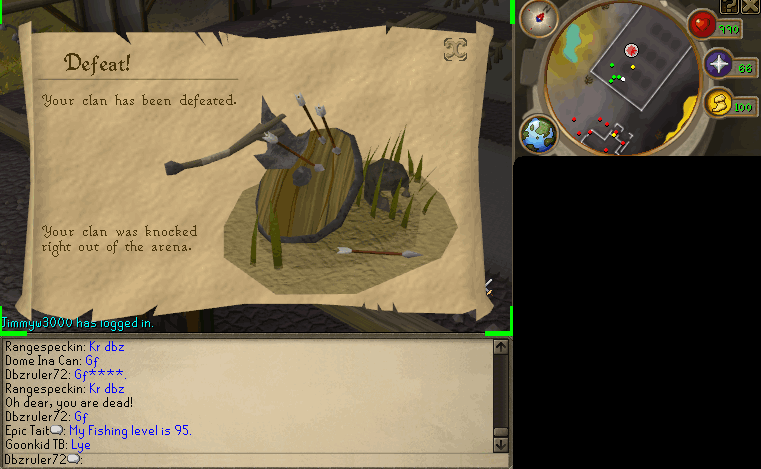 Defeat!
Your clan has been defeated.
Your clan was knocked
right out of the arena.
990
68
100
Jimmyw3000 has logged in.
Rangespeckin: Kr dbz
Dome Ina Can: Gf
Dbzruler72: Gf****.
Rangespeckin: Kr dbz
Oh dear, you are dead!
Dbzruler72: Gf
Epic Tait: My Fishing level is 95.
Goonkid TB: Lye
Dbzruler72: